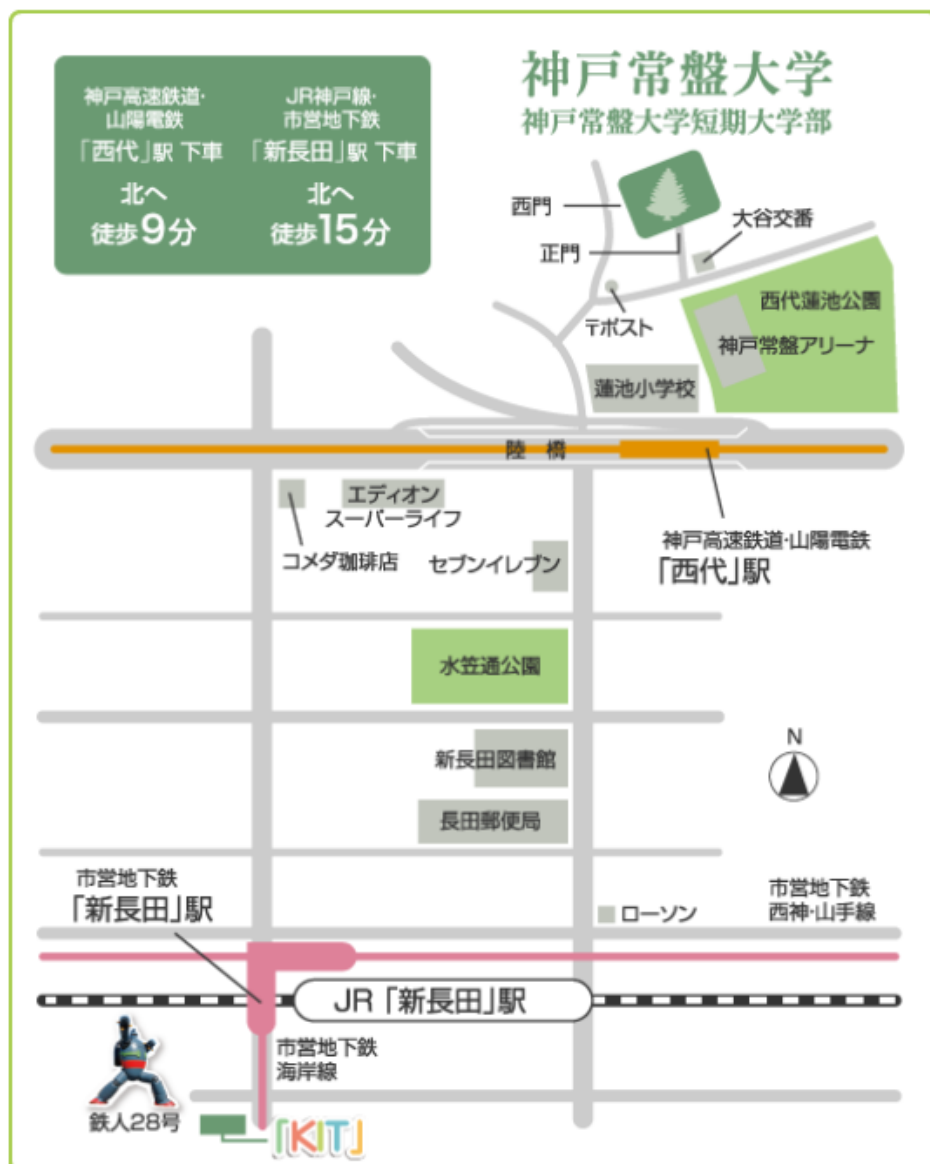 神戸常盤大学
神戸常盤大学短期大学部
神戸高速鉄道・
山陽電鉄
「西代」駅 下車
北へ
徒歩9分
JR神戸線・
市営地下鉄
「新長田」駅 下車
北へ
徒歩15分
西門
正門
大谷交番
〒ポスト
西代蓮池公園
神戸常盤アリーナ
蓮池小学校
陸 橋
エディオン
スーパーライフ
コメダ珈琲店
セブンイレブン
神戸高速鉄道・山陽電鉄
「西代」駅
水笠通公園
新長田図書館
N
長田郵便局
市営地下鉄
「新長田」駅
ローソン
市営地下鉄
西神・山手線
JR「新長田」駅
市営地下鉄
海岸線
鉄人28号
「KIT」